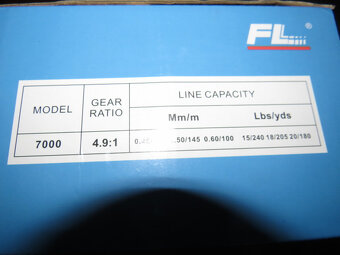 FL ®
LINE CAPACITY
MODEL GEAR RATIO Mm/m Lbs/yds
7000 4.9:1 .50/145 0.60/100 15/240 18/205 20/180